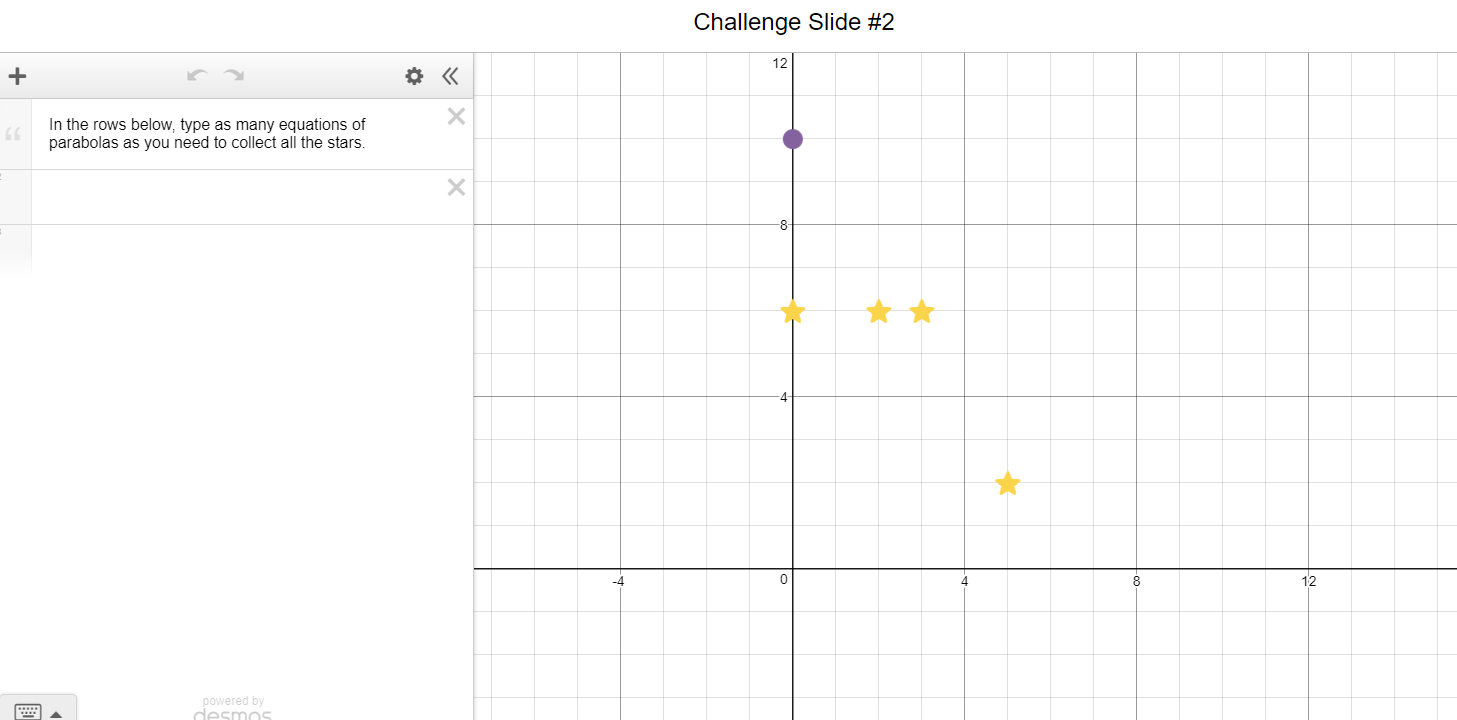 Challenge Slide #2
In the rows below, type as many equations of
parabolas as you need to collect all the stars.
12
8
4
-4
0
4
8
12
powered by
desmos